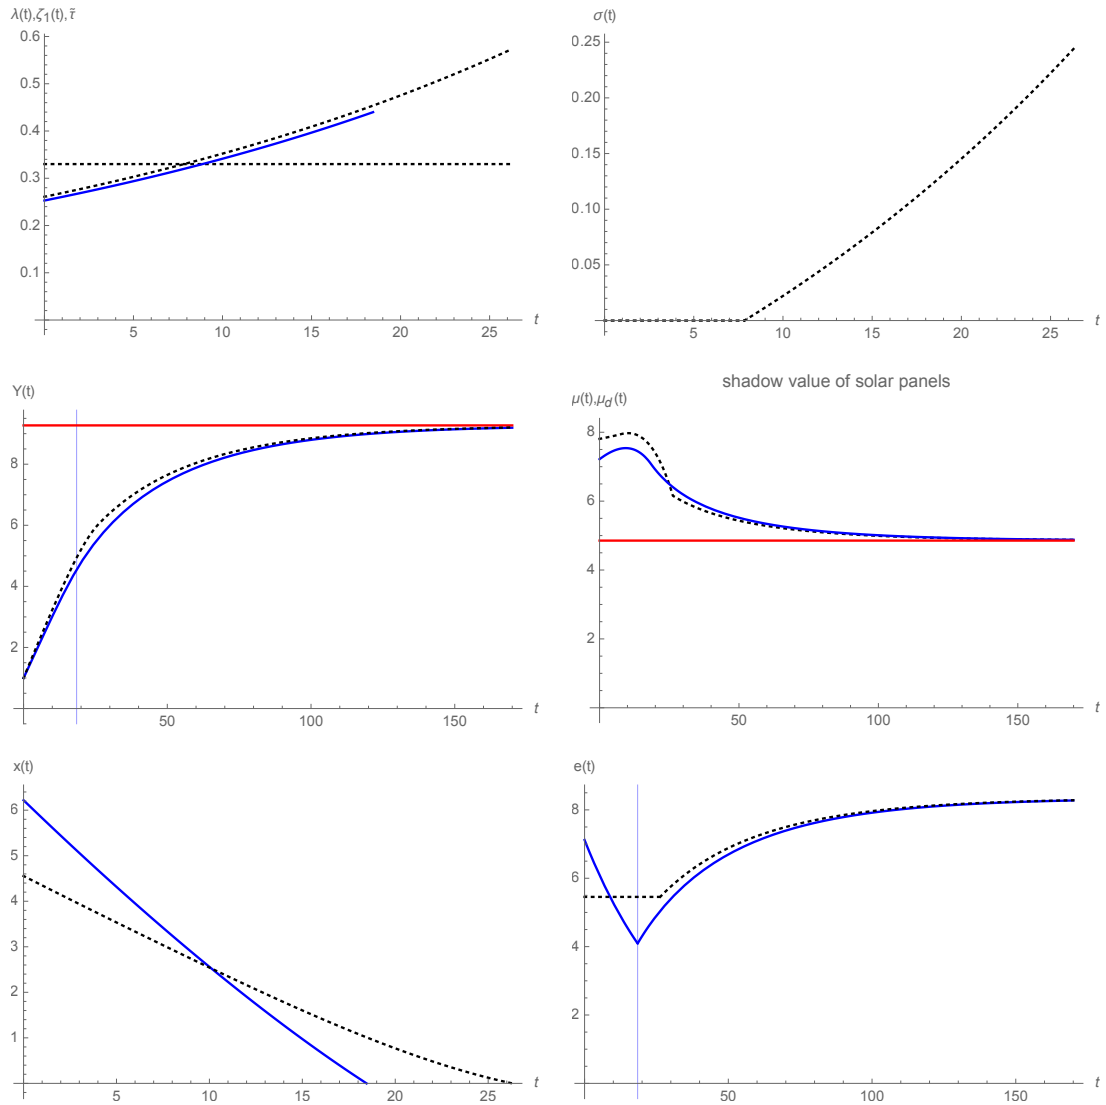 λ(t),ζ₁(t),τ̃
0.6
0.5
0.4
0.3
0.2
0.1
5 10 15 20 25 t
σ(t)
0.25
0.20
0.15
0.10
0.05
5 10 15 20 25 t
Y(t)
8
6
4
2
50 100 150 t
shadow value of solar panels
μ(t),μ_d(t)
8
6
4
2
50 100 150 t
x(t)
6
5
4
3
2
1
5 10 15 20 25 t
e(t)
8
6
4
2
50 100 150 t